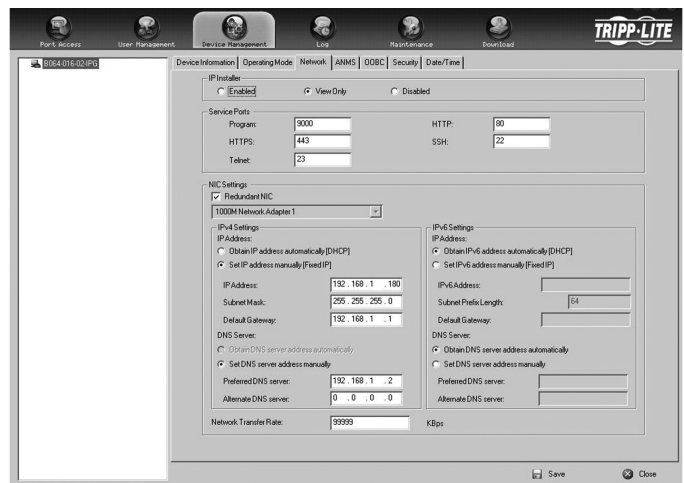 Port Access User Management Device Management Log Maintenance Download TRIPP·LITE
B064-016-02-IPG
Device Information Operating Mode Network ANMS OOBC Security Date/Time
IP Installer
Enabled View Only Disabled
Service Ports
Program: 9000 HTTP: 80
HTTPS: 443 SSH: 22
Telnet: 23
NIC Settings
Redundant NIC
1000M Network Adapter 1
IPv4 Settings
IP Address:
Obtain IP address automatically [DHCP]
Set IP address manually [Fixed IP]
IP Address: 192.168.1.180
Subnet Mask: 255.255.255.0
Default Gateway: 192.168.1.1
DNS Server:
Obtain DNS server address automatically
Set DNS server address manually
Preferred DNS server: 192.168.1.2
Alternate DNS server: 0.0.0.0
IPv6 Settings
IP Address:
Obtain IPv6 address automatically [DHCP]
Set IPv6 address manually [Fixed IP]
IPv6 Address:
Subnet Prefix Length: 64
Default Gateway:
DNS Server:
Obtain DNS server address automatically
Set DNS server address manually
Preferred DNS server:
Alternate DNS server:
Network Transfer Rate: 99999 KBps
Save Close